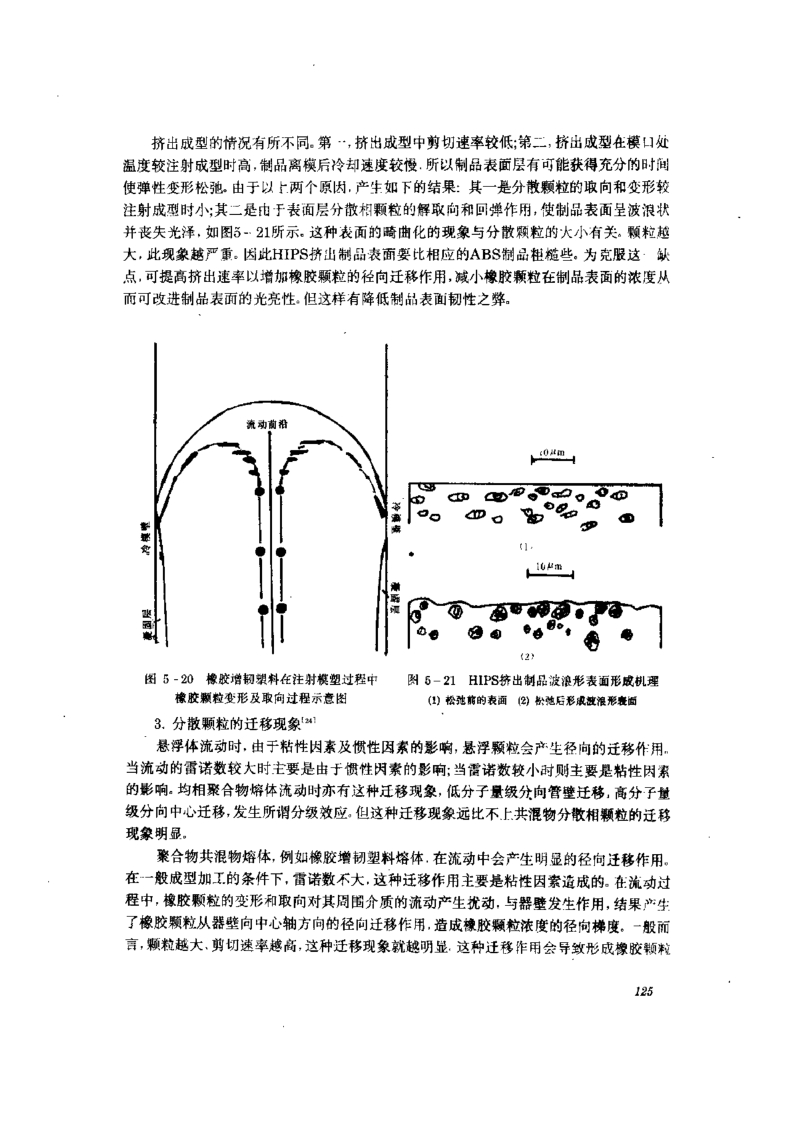 挤出成型的情况有所不同。第一,挤出成型中剪切速率较低;第二,挤出成型在模口处
温度较注射成型时高,制品离模后冷却速度较慢.所以制品表面层有可能获得充分的时间
使弹性变形松弛。由于以上两个原因,产生如下的结果:其一是分散颗粒的取向和变形较
注射成型时小;其二是由于表面层分散相颗粒的解取向和回弹作用,使制品表面呈波浪状
并丧失光泽,如图5-21所示。这种表面的畸曲化的现象与分散颗粒的大小有关。颗粒越
大,此现象越严重。因此HIPS挤出制品表面要比相应的ABS制品粗糙些。为克服这一缺
点,可提高挤出速率以增加橡胶颗粒的径向迁移作用,减小橡胶颗粒在制品表面的浓度从
而可改进制品表面的光亮性。但这样有降低制品表面韧性之弊。
流动前沿
冷模壁
凝固层
冷模壁
凝固层
10μm
(1)
10μm
(2)
图 5-20 橡胶增韧塑料在注射模塑过程中
橡胶颗粒变形及取向过程示意图
图 5-21 HIPS挤出制品波浪形表面形成机理
(1) 松弛前的表面 (2) 松弛后形成波浪形表面
3. 分散颗粒的迁移现象[24]
悬浮体流动时,由于粘性因素及惯性因素的影响,悬浮颗粒会产生径向的迁移作用。
当流动的雷诺数较大时主要是由于惯性因素的影响;当雷诺数较小时则主要是粘性因素
的影响。均相聚合物熔体流动时亦有这种迁移现象,低分子量级分向管壁迁移,高分子量
级分向中心迁移,发生所谓分级效应。但这种迁移现象远比不上共混物分散相颗粒的迁移
现象明显。
聚合物共混物熔体,例如橡胶增韧塑料熔体,在流动中会产生明显的径向迁移作用。
在一般成型加工的条件下,雷诺数不大,这种迁移作用主要是粘性因素造成的。在流动过
程中,橡胶颗粒的变形和取向对其周围介质的流动产生扰动,与器壁发生作用,结果产生
了橡胶颗粒从器壁向中心轴方向的径向迁移作用,造成橡胶颗粒浓度的径向梯度。一般而
言,颗粒越大、剪切速率越高,这种迁移现象就越明显.这种迁移作用会导致形成橡胶颗粒
125